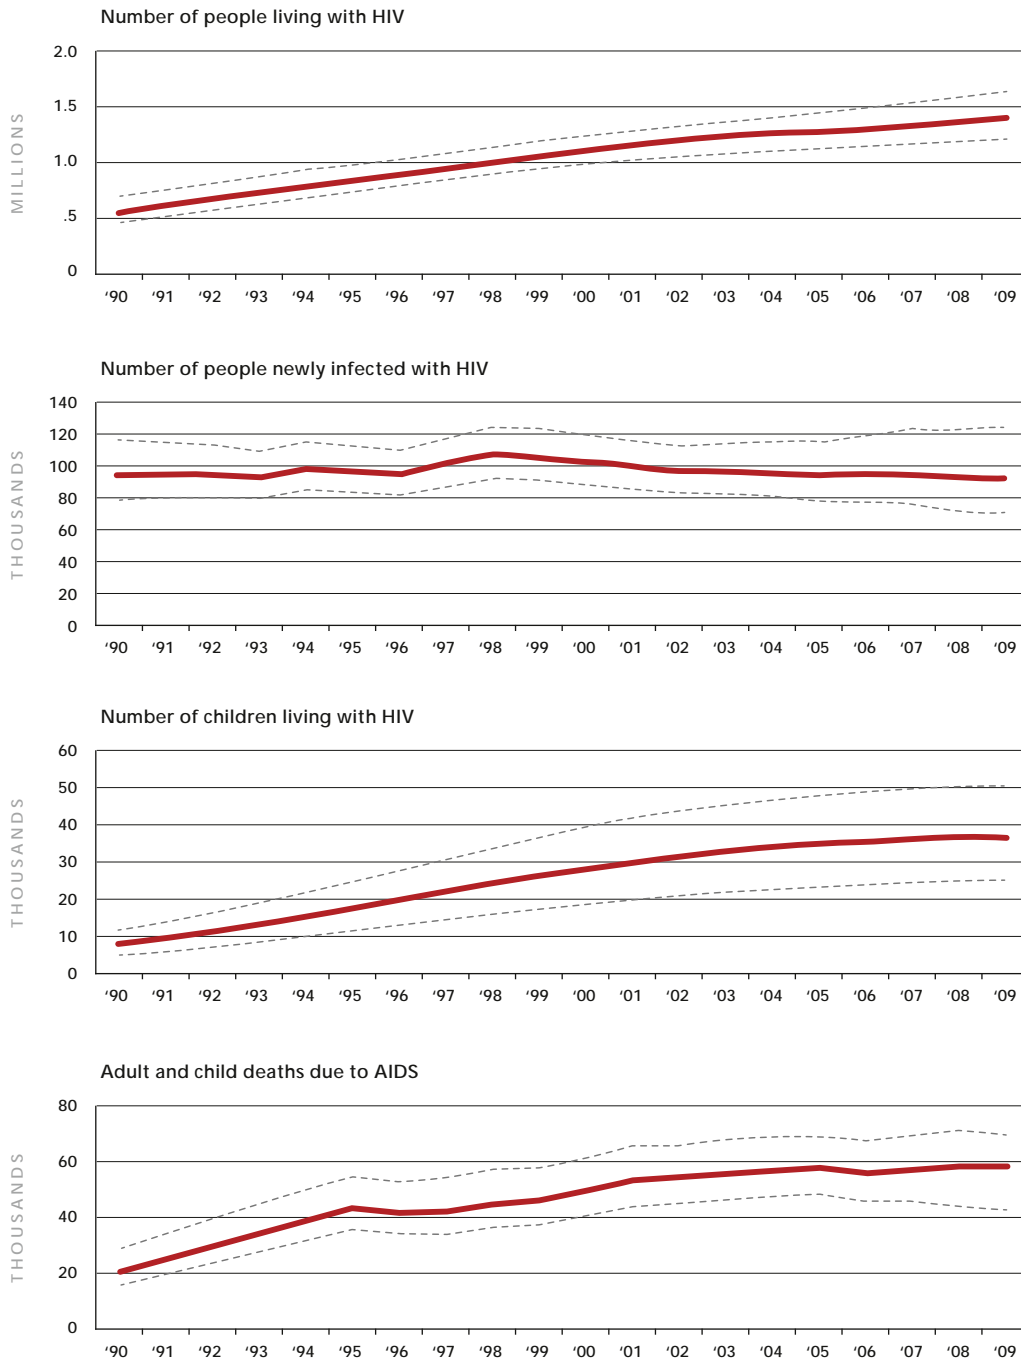 Number of people living with HIV
MILLIONS
2.0
1.5
1.0
.5
0
‘90 ‘91 ‘92 ‘93 ‘94 ‘95 ‘96 ‘97 ‘98 ‘99 ‘00 ‘01 ‘02 ‘03 ‘04 ‘05 ‘06 ‘07 ‘08 ‘09
Number of people newly infected with HIV
THOUSANDS
140
120
100
80
60
40
20
0
‘90 ‘91 ‘92 ‘93 ‘94 ‘95 ‘96 ‘97 ‘98 ‘99 ‘00 ‘01 ‘02 ‘03 ‘04 ‘05 ‘06 ‘07 ‘08 ‘09
Number of children living with HIV
THOUSANDS
60
50
40
30
20
10
0
‘90 ‘91 ‘92 ‘93 ‘94 ‘95 ‘96 ‘97 ‘98 ‘99 ‘00 ‘01 ‘02 ‘03 ‘04 ‘05 ‘06 ‘07 ‘08 ‘09
Adult and child deaths due to AIDS
THOUSANDS
80
60
40
20
0
‘90 ‘91 ‘92 ‘93 ‘94 ‘95 ‘96 ‘97 ‘98 ‘99 ‘00 ‘01 ‘02 ‘03 ‘04 ‘05 ‘06 ‘07 ‘08 ‘09